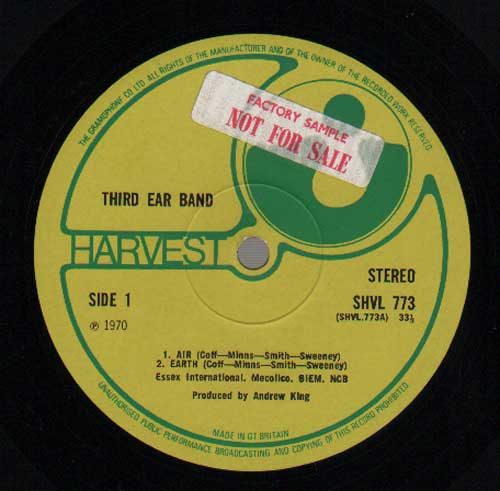 THE GRAMOPHONE CO LTD. ALL RIGHTS OF THE MANUFACTURER AND OF THE OWNER OF THE RECORDED WORK RESERVED
FACTORY SAMPLE
NOT FOR SALE
THIRD EAR BAND
HARVEST
STEREO
SIDE 1
SHVL 773
(SHVL.773A) 33⅓
℗ 1970
1. AIR (Coff—Minns—Smith—Sweeney)
2. EARTH (Coff—Minns—Smith—Sweeney)
Essex International. Mecolico. BIEM. NCB
Produced by Andrew King
MADE IN GT BRITAIN
UNAUTHORISED PUBLIC PERFORMANCE BROADCASTING AND COPYING OF THIS RECORD PROHIBITED